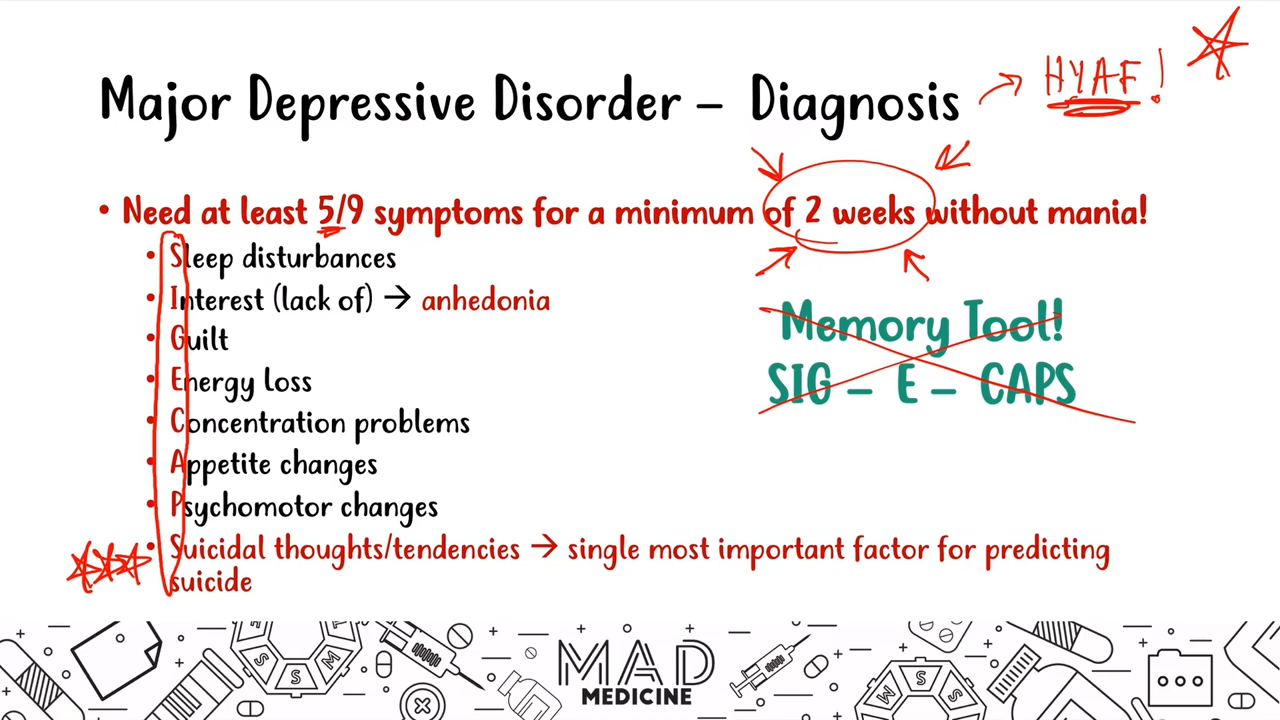 Major Depressive Disorder – Diagnosis → HYAF!
• Need at least 5/9 symptoms for a minimum of 2 weeks without mania!
• Sleep disturbances
• Interest (lack of) → anhedonia
• Guilt
• Energy Loss
• Concentration problems
• Appetite changes
• Psychomotor changes
• Suicidal thoughts/tendencies → single most important factor for predicting
suicide
Memory Tool!
SIG – E – CAPS
MAD
MEDICINE
S S M
M S S